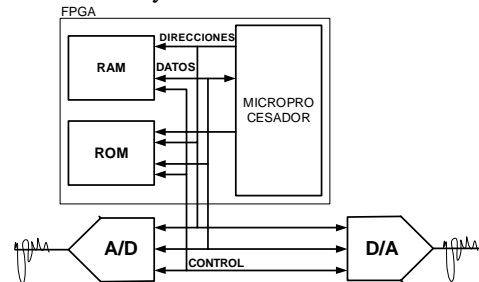 FPGA
DIRECCIONES
RAM
DATOS
MICROPRO
CESADOR
ROM
A/D
D/A
CONTROL